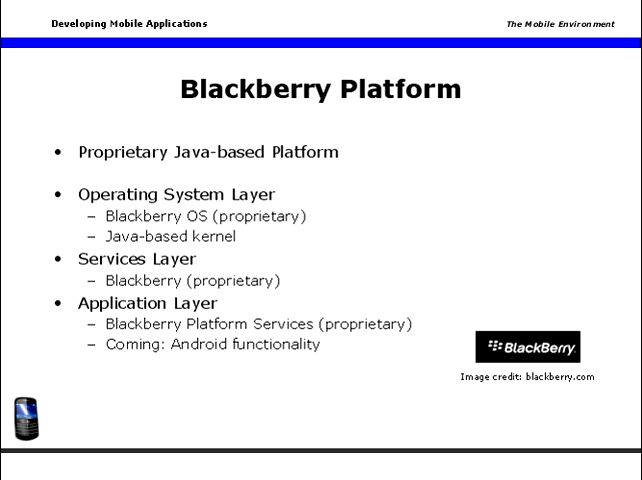 Developing Mobile Applications
The Mobile Environment
Blackberry Platform
• Proprietary Java-based Platform
• Operating System Layer
– Blackberry OS (proprietary)
– Java-based kernel
• Services Layer
– Blackberry (proprietary)
• Application Layer
– Blackberry Platform Services (proprietary)
– Coming: Android functionality
BlackBerry.
Image credit: blackberry.com